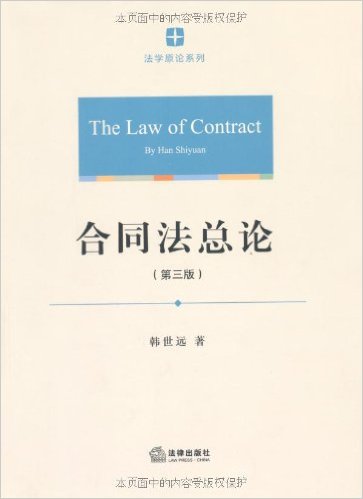 本页面中的内容受版权保护
法学原论系列
The Law of Contract
By Han Shiyuan
合同法总论
(第三版)
韩世远 著
法律出版社
LAW PRESS·CHINA
本页面中的内容受版权保护